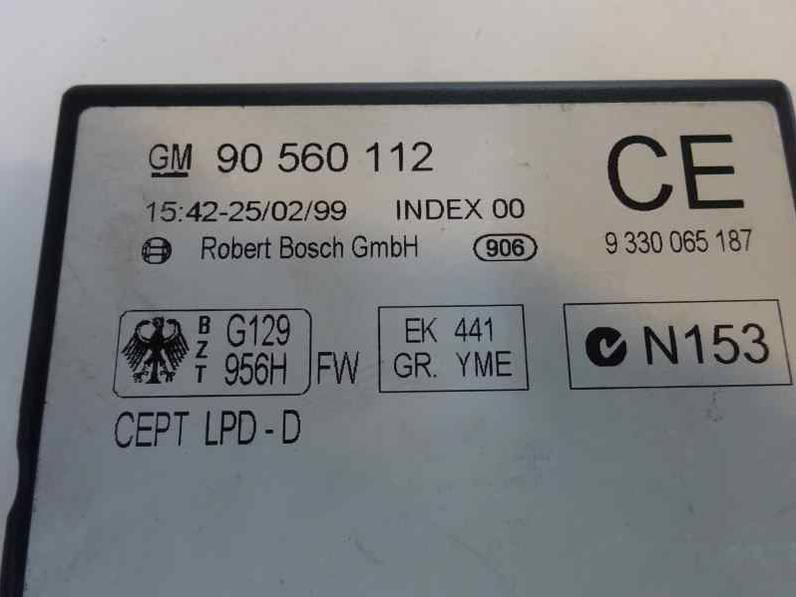 GM 90 560 112
15:42-25/02/99 INDEX 00
Robert Bosch GmbH 906
CE
9 330 065 187
BZT G129
956H FW
EK 441
GR. YME
N153
CEPT LPD-D